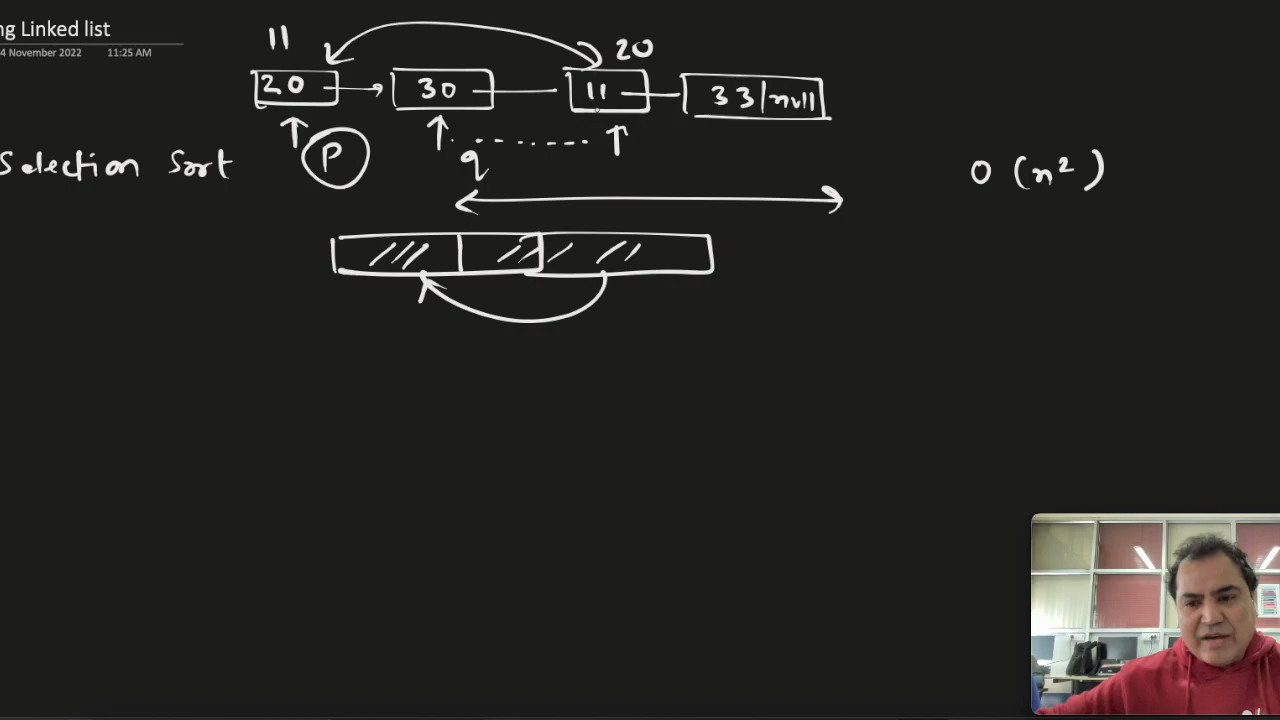 ng Linked list
4 November 2022 11:25 AM
11
20
20 30 11 33 null
Selection Sort P q O (n²)